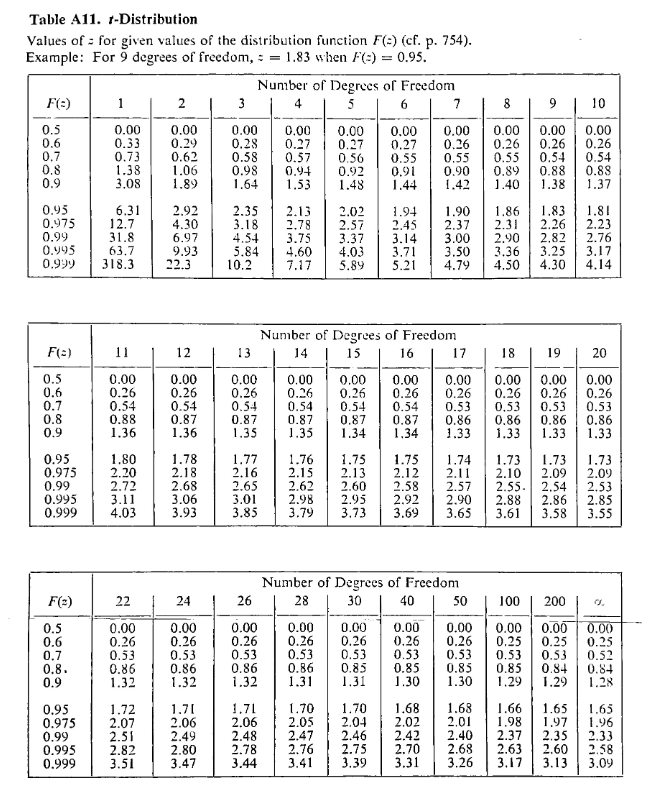 Table A11. t-Distribution
Values of z for given values of the distribution function F(z) (cf. p. 754).
Example: For 9 degrees of freedom, z = 1.83 when F(z) = 0.95.
Number of Degrees of Freedom
F(z) 1 2 3 4 5 6 7 8 9 10
0.5 0.00 0.00 0.00 0.00 0.00 0.00 0.00 0.00 0.00 0.00
0.6 0.33 0.29 0.28 0.27 0.27 0.27 0.26 0.26 0.26 0.26
0.7 0.73 0.62 0.58 0.57 0.56 0.55 0.55 0.55 0.54 0.54
0.8 1.38 1.06 0.98 0.94 0.92 0.91 0.90 0.89 0.88 0.88
0.9 3.08 1.89 1.64 1.53 1.48 1.44 1.42 1.40 1.38 1.37
0.95 6.31 2.92 2.35 2.13 2.02 1.94 1.90 1.86 1.83 1.81
0.975 12.7 4.30 3.18 2.78 2.57 2.45 2.37 2.31 2.26 2.23
0.99 31.8 6.97 4.54 3.75 3.37 3.14 3.00 2.90 2.82 2.76
0.995 63.7 9.93 5.84 4.60 4.03 3.71 3.50 3.36 3.25 3.17
0.999 318.3 22.3 10.2 7.17 5.89 5.21 4.79 4.50 4.30 4.14
Number of Degrees of Freedom
F(z) 11 12 13 14 15 16 17 18 19 20
0.5 0.00 0.00 0.00 0.00 0.00 0.00 0.00 0.00 0.00 0.00
0.6 0.26 0.26 0.26 0.26 0.26 0.26 0.26 0.26 0.26 0.26
0.7 0.54 0.54 0.54 0.54 0.54 0.54 0.53 0.53 0.53 0.53
0.8 0.88 0.87 0.87 0.87 0.87 0.87 0.86 0.86 0.86 0.86
0.9 1.36 1.36 1.35 1.35 1.34 1.34 1.33 1.33 1.33 1.33
0.95 1.80 1.78 1.77 1.76 1.75 1.75 1.74 1.73 1.73 1.73
0.975 2.20 2.18 2.16 2.15 2.13 2.12 2.11 2.10 2.09 2.09
0.99 2.72 2.68 2.65 2.62 2.60 2.58 2.57 2.55 2.54 2.53
0.995 3.11 3.06 3.01 2.98 2.95 2.92 2.90 2.88 2.86 2.85
0.999 4.03 3.93 3.85 3.79 3.73 3.69 3.65 3.61 3.58 3.55
Number of Degrees of Freedom
F(z) 22 24 26 28 30 40 50 100 200
0.5 0.00 0.00 0.00 0.00 0.00 0.00 0.00 0.00 0.00 0.00
0.6 0.26 0.26 0.26 0.26 0.26 0.26 0.26 0.25 0.25 0.25
0.7 0.53 0.53 0.53 0.53 0.53 0.53 0.53 0.53 0.53 0.52
0.8 0.86 0.86 0.86 0.86 0.85 0.85 0.85 0.85 0.84 0.84
0.9 1.32 1.32 1.32 1.31 1.31 1.30 1.30 1.29 1.29 1.28
0.95 1.72 1.71 1.71 1.70 1.70 1.68 1.68 1.66 1.65 1.65
0.975 2.07 2.06 2.06 2.05 2.04 2.02 2.01 1.98 1.97 1.96
0.99 2.51 2.49 2.48 2.47 2.46 2.42 2.40 2.37 2.35 2.33
0.995 2.82 2.80 2.78 2.76 2.75 2.70 2.68 2.63 2.60 2.58
0.999 3.51 3.47 3.44 3.41 3.39 3.31 3.26 3.17 3.13 3.09